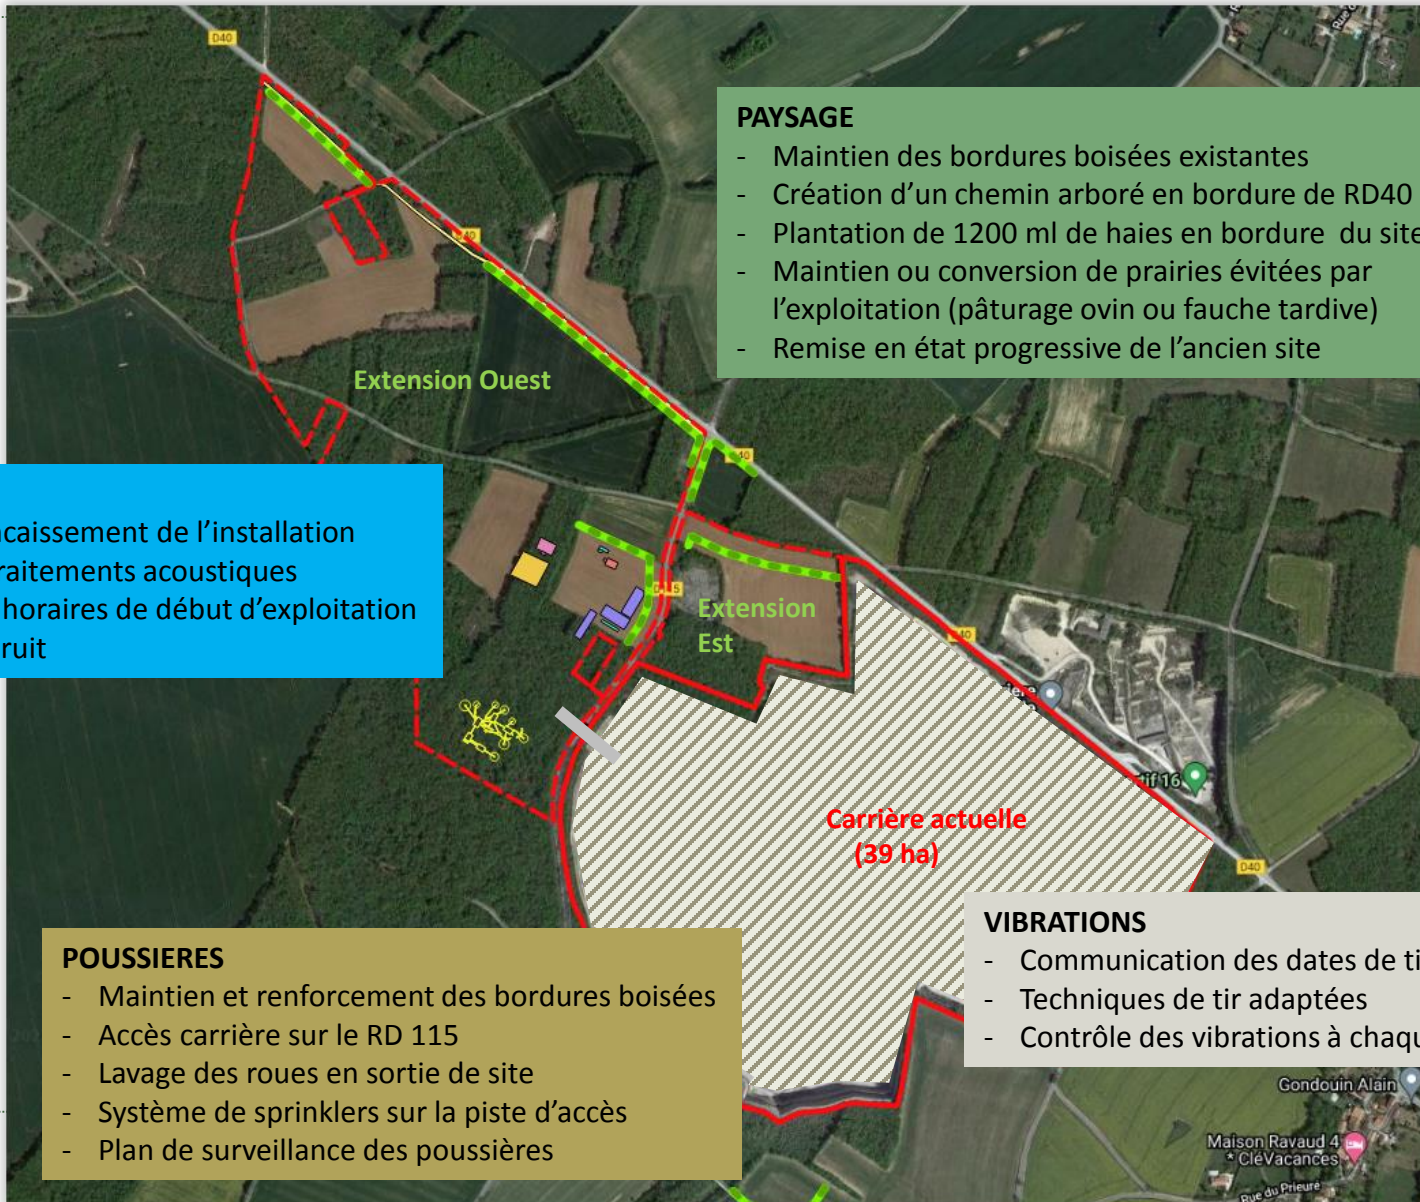 D40
Rue
PAYSAGE
- Maintien des bordures boisées existantes
- Création d’un chemin arboré en bordure de RD40
- Plantation de 1200 ml de haies en bordure du site
- Maintien ou conversion de prairies évitées par
l’exploitation (pâturage ovin ou fauche tardive)
- Remise en état progressive de l’ancien site
40
Extension Ouest
40
caissement de l’installation
raitements acoustiques
horaires de début d’exploitation
ruit
Extension
Est
40
tif 16
Carrière actuelle
(39 ha)
D40
POUSSIERES
- Maintien et renforcement des bordures boisées
- Accès carrière sur le RD 115
- Lavage des roues en sortie de site
- Système de sprinklers sur la piste d’accès
- Plan de surveillance des poussières
VIBRATIONS
- Communication des dates de ti
- Techniques de tir adaptées
- Contrôle des vibrations à chaqu
Gondouin Alain
Maison Ravaud 4
* CléVacances
Rue du Prieuré